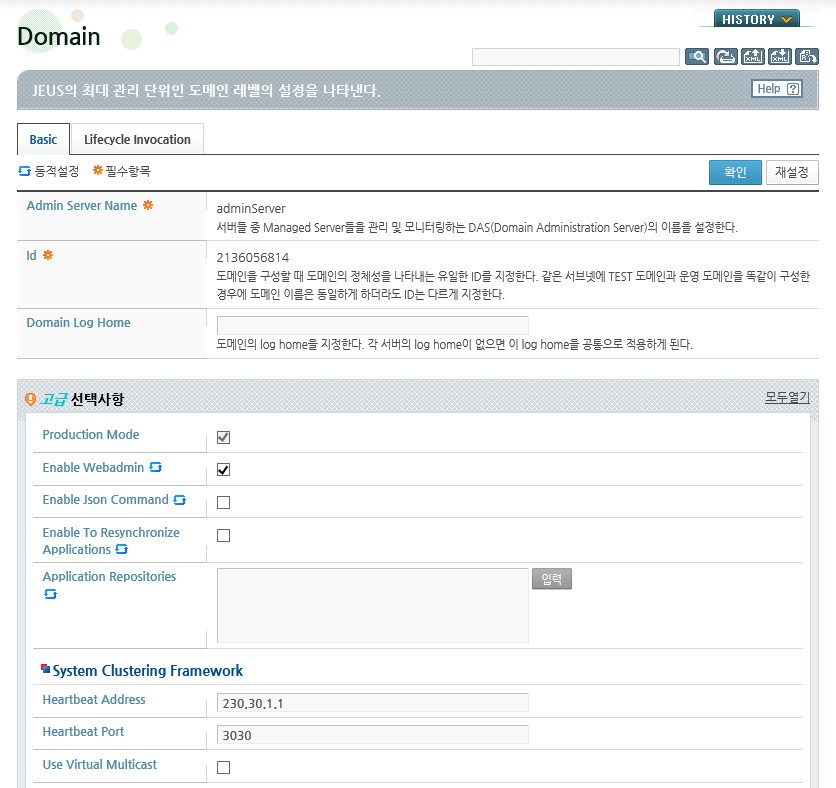 Domain
HISTORY
JEUS의 최대 관리 단위인 도메인 레벨의 설정을 나타낸다.
Help
Basic
Lifecycle Invocation
동적설정
필수항목
확인
재설정
Admin Server Name
adminServer
서버들 중 Managed Server들을 관리 및 모니터링하는 DAS(Domain Administration Server)의 이름을 설정한다.
Id
2136056814
도메인을 구성할 때 도메인의 정체성을 나타내는 유일한 ID를 지정한다. 같은 서브넷에 TEST 도메인과 운영 도메인을 똑같이 구성한
경우에 도메인 이름은 동일하게 하더라도 ID는 다르게 지정한다.
Domain Log Home
도메인의 log home을 지정한다. 각 서버의 log home이 없으면 이 log home을 공통으로 적용하게 된다.
고급 선택사항
모두열기
Production Mode
Enable Webadmin
Enable Json Command
Enable To Resynchronize
Applications
Application Repositories
입력
System Clustering Framework
Heartbeat Address
230.30.1.1
Heartbeat Port
3030
Use Virtual Multicast